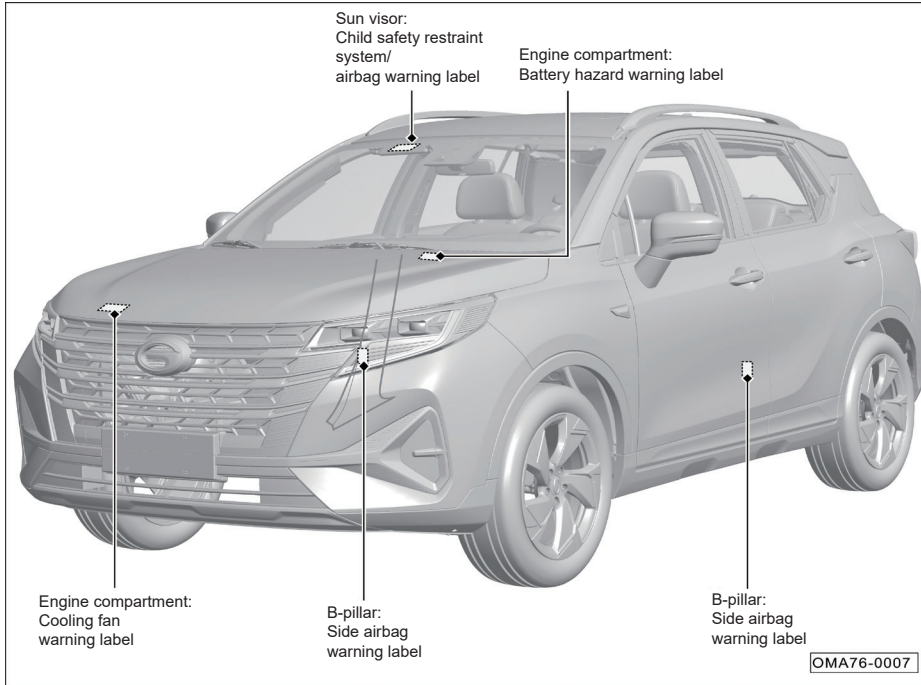 Sun visor:
Child safety restraint
system/
airbag warning label
Engine compartment:
Battery hazard warning label
Engine compartment:
Cooling fan
warning label
B-pillar:
Side airbag
warning label
B-pillar:
Side airbag
warning label
OMA76-0007